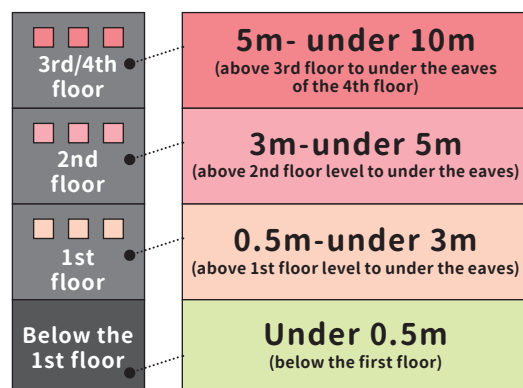 3rd/4th
floor
5m- under 10m
(above 3rd floor to under the eaves
of the 4th floor)
2nd
floor
3m-under 5m
(above 2nd floor level to under the eaves)
1st
floor
0.5m-under 3m
(above 1st floor level to under the eaves)
Below the
1st floor
Under 0.5m
(below the first floor)